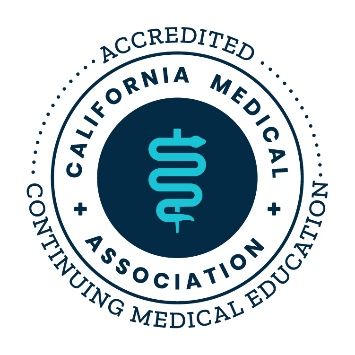 ACCREDITED
CALIFORNIA MEDICAL
ASSOCIATION
CONTINUING MEDICAL EDUCATION